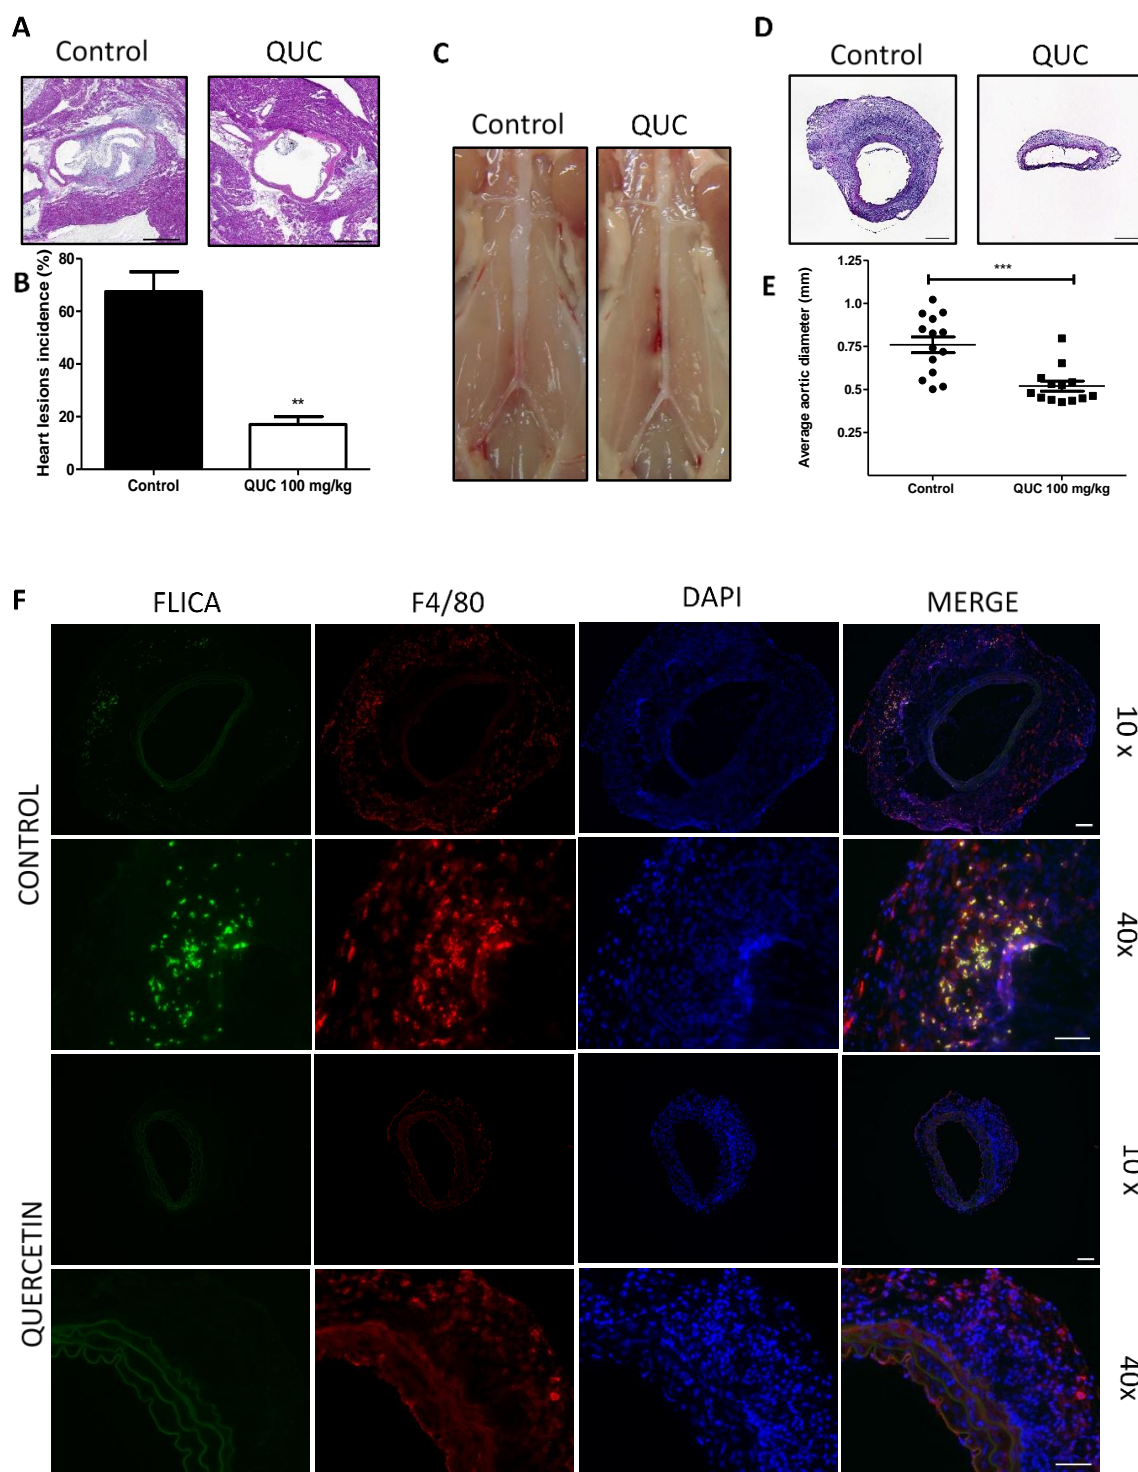 A
Control
QUC
B
Heart lesions incidence (%)
80
60
40
20
0
**
Control
QUC 100 mg/kg
C
Control
QUC
D
Control
QUC
E
Average aortic diameter (mm)
1.25
1.0
0.75
0.5
0.25
***
Control
QUC 100 mg/kg
F
FLICA
F4/80
DAPI
MERGE
CONTROL
10 x
40x
QUERCETIN
10 x
40x